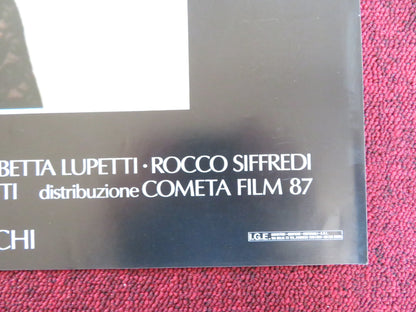 BETTA LUPETTI · ROCCO SIFFREDI
TI distribuzione COMETA FILM 87
CHI
I.G.E.